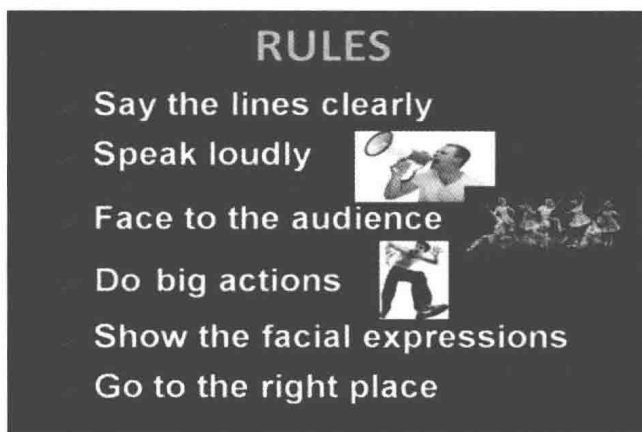 RULES
Say the lines clearly
Speak loudly
Face to the audience
Do big actions
Show the facial expressions
Go to the right place